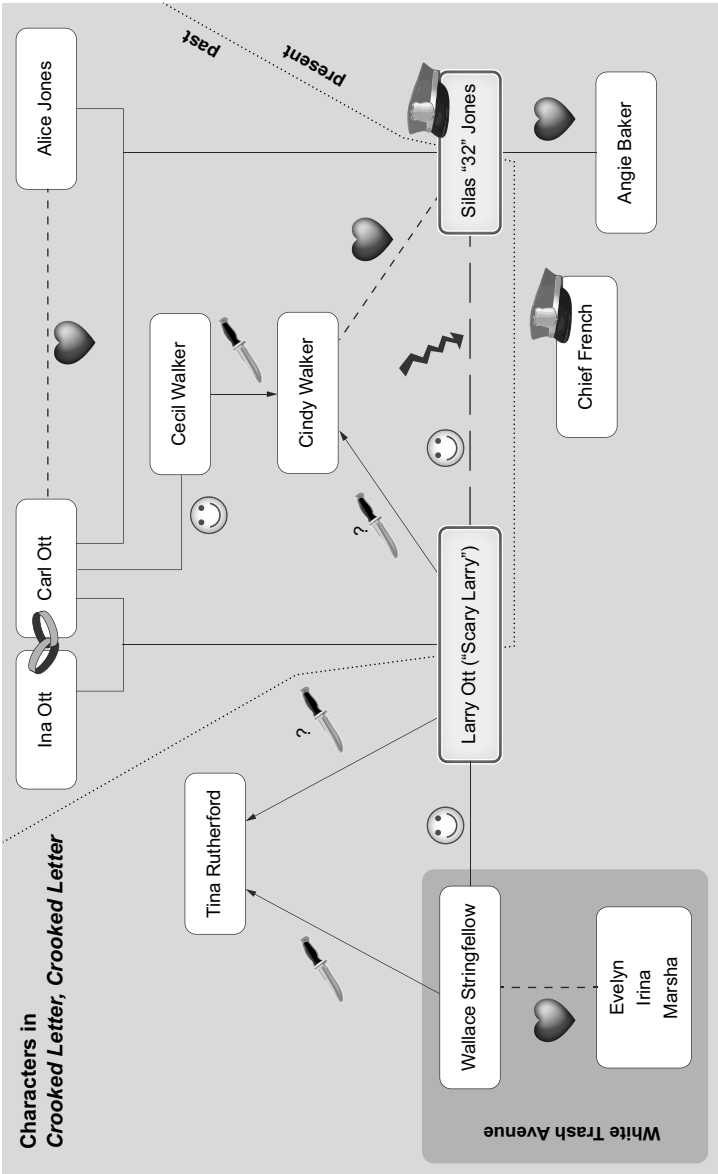 Characters in
Crooked Letter, Crooked Letter
Ina Ott
Carl Ott
Alice Jones
past
present
Cecil Walker
Tina Rutherford
Cindy Walker
?
?
Wallace Stringfellow
Larry Ott (“Scary Larry”)
Silas “32” Jones
Evelyn
Irina
Marsha
Chief French
Angie Baker
White Trash Avenue